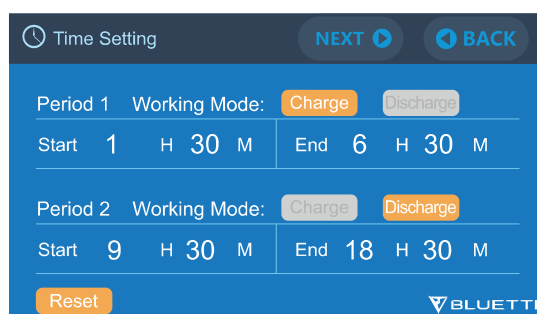 Time Setting NEXT BACK
Period 1 Working Mode: Charge Discharge
Start 1 H 30 M End 6 H 30 M
Period 2 Working Mode: Charge Discharge
Start 9 H 30 M End 18 H 30 M
Reset BLUETTI